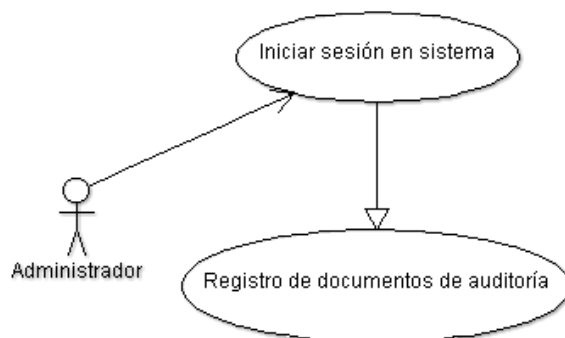 Iniciar sesión en sistema
Administrador
Registro de documentos de auditoría